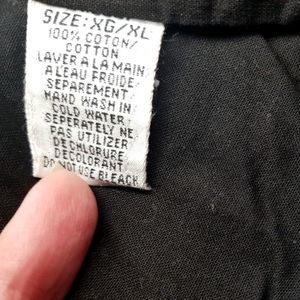 SIZE:XG/XL
100% COTON/
COTTON
LAVER A LA MAIN
A L'EAU FROIDE/
SEPAREMENT.
HAND WASH IN
COLD WATER
SEPERATELY NE
PAS UTILIZER
DECHLORURE
DECOLORANT
DO NOT USE BLEACH